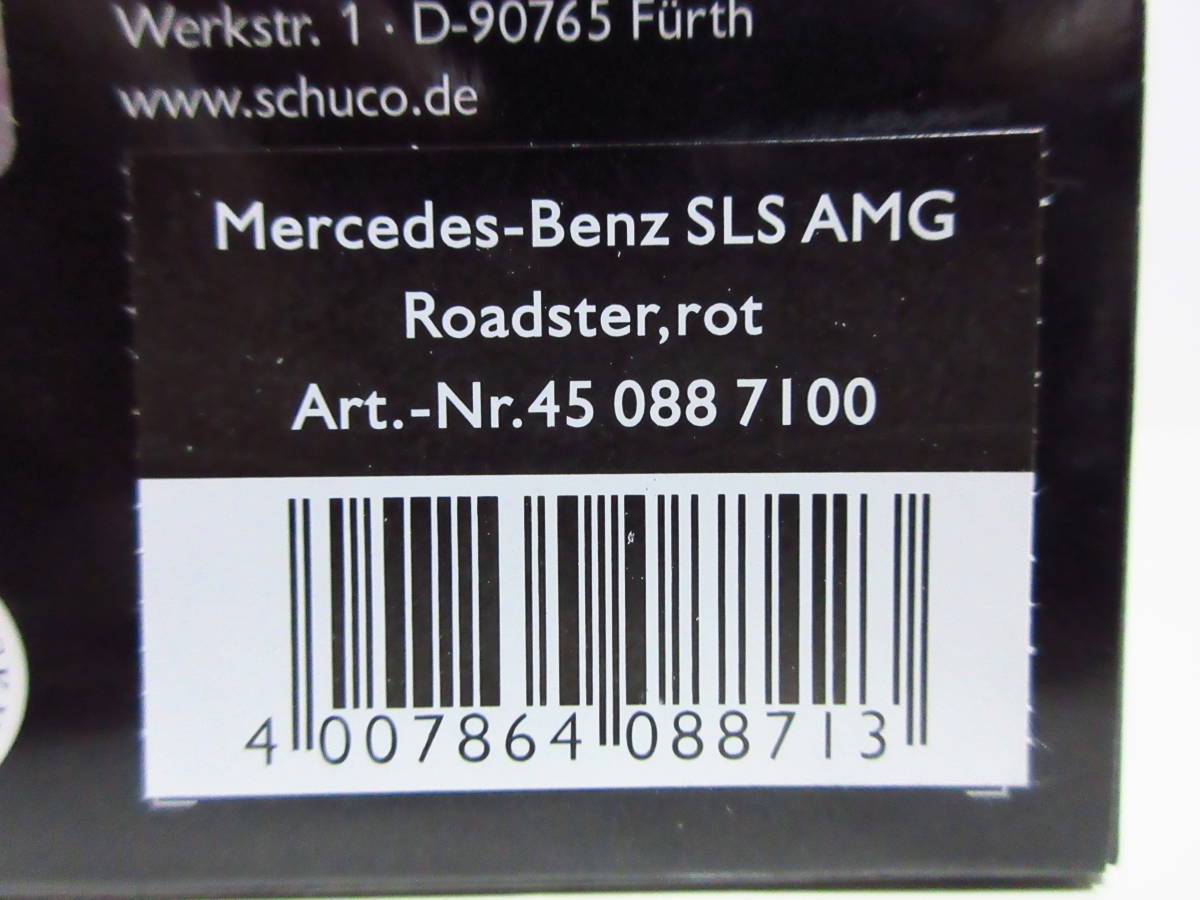 Werkstr. 1 · D-90765 Fürth
www.schuco.de
Mercedes-Benz SLS AMG
Roadster,rot
Art.-Nr.45 088 7100
4 007864 088713